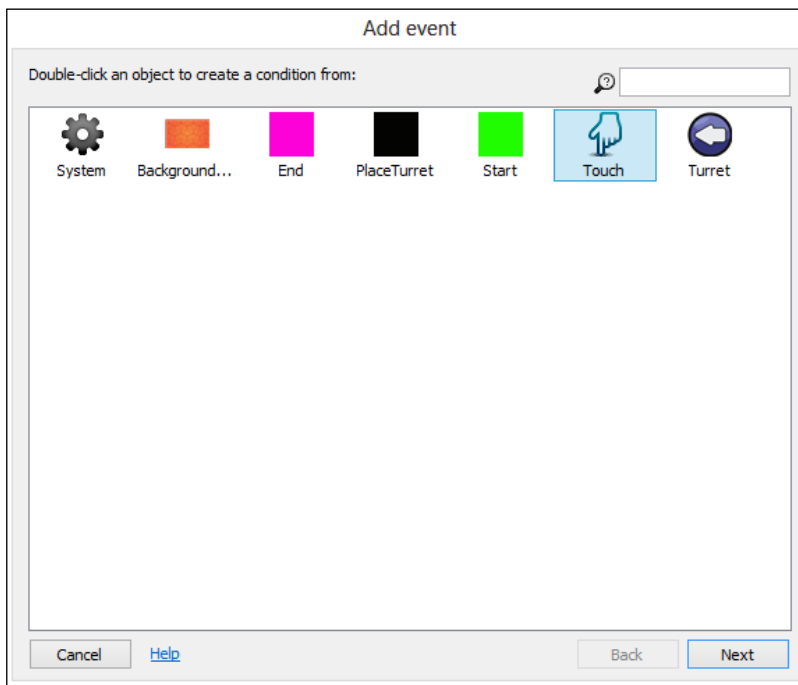 Add event
Double-click an object to create a condition from:
System Background... End PlaceTurret Start Touch Turret
Cancel Help Back Next